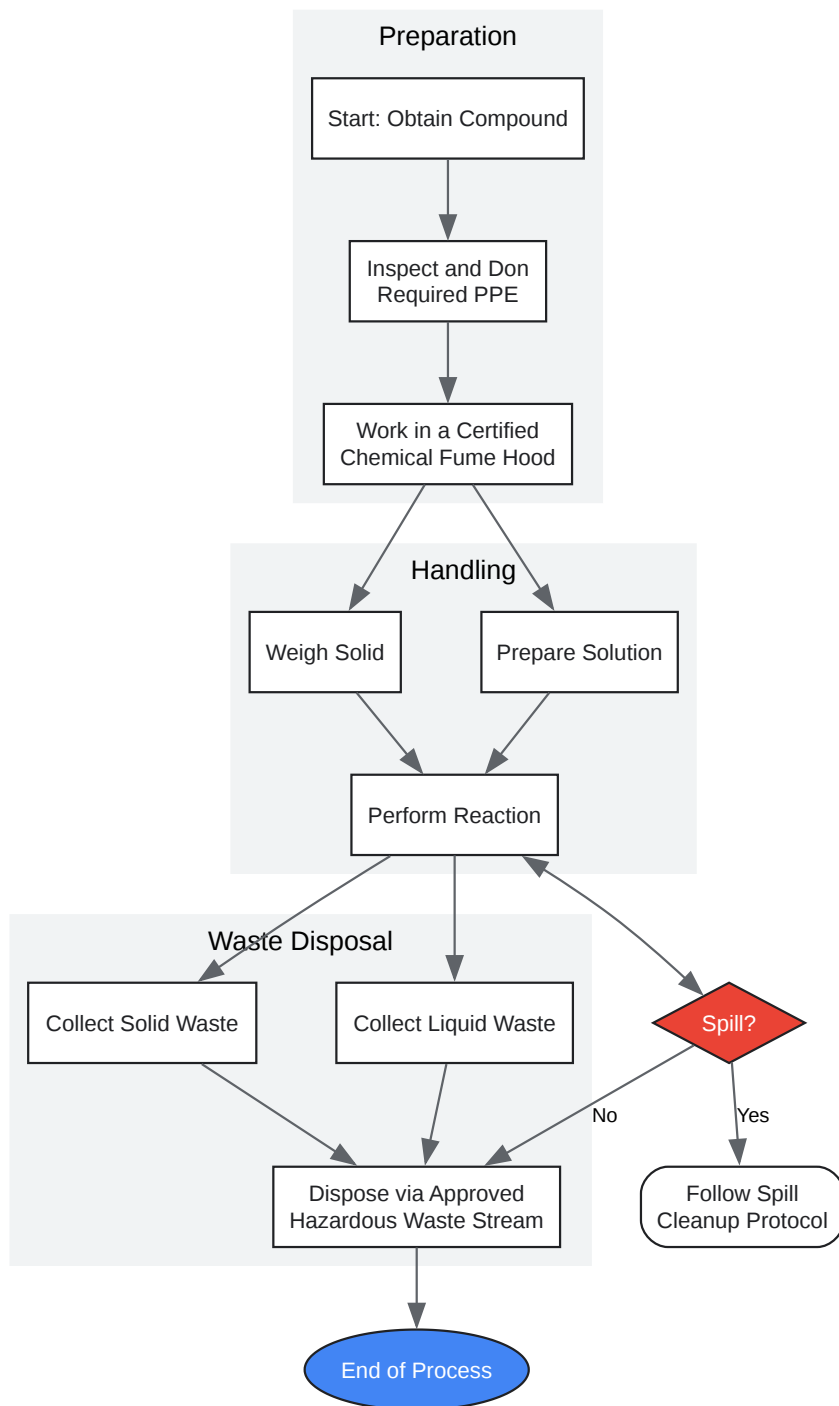 Preparation
Start: Obtain Compound
Inspect and Don
Required PPE
Work in a Certified
Chemical Fume Hood
Handling
Weigh Solid
Prepare Solution
Perform Reaction
Waste Disposal
Collect Solid Waste
Collect Liquid Waste
Spill?
No
Yes
Dispose via Approved
Hazardous Waste Stream
Follow Spill
Cleanup Protocol
End of Process